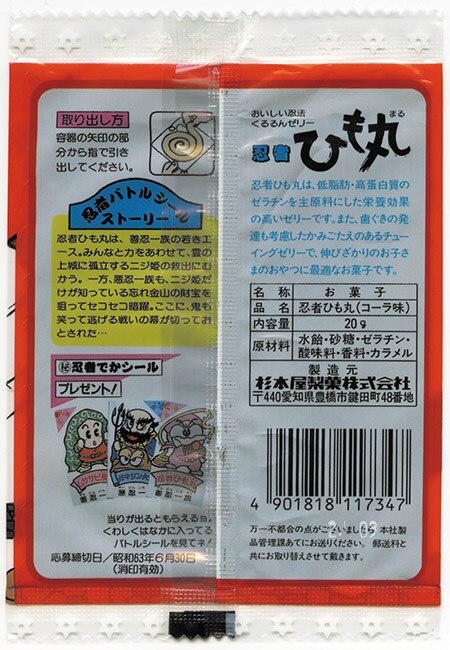 取り出し方
容器の矢印の部
分から指で引き
出してください。
忍者バトルシール
ストーリー
忍者ひも丸は、善忍一族の若きエ
ース。みんなと力をあわせて、雲の
上城に孤立するニジ姫の救出にむ
かう。一方、悪忍一族も、ニジ姫だ
けが知っている忘れ金山の財宝を
狙ってセコセコ暗躍。ここに、鬼も
笑って逃げる戦いの幕が切ってお
とされた…
㊙忍者でかシール
プレゼント!
善忍二
悪忍二
忍者ひも丸
善忍一
当りが出るともらえるヨ。
くわしくはなかに入ってる
バトルシールを見てネ!
応募締切日/昭和63年6月30日
(消印有効)
おいしい忍法
くるるんゼリー
まる
忍者ひも丸
忍者ひも丸は、低脂肪・高蛋白質の
ゼラチンを主原料にした栄養効果
の高いゼリーです。また、歯ぐきの発
達も考慮したかみごたえのあるチュー
イングゼリーで、伸びざかりのお子さ
まのおやつに最適なお菓子です。
名称 お菓子
品名 忍者ひも丸(コーラ味)
内容量 20g
原材料 水飴・砂糖・ゼラチン・
酸味料・香料・カラメル
製造元
杉本屋製菓株式会社
〒440愛知県豊橋市鍵田町48番地
4 901818 117347
万一不都合の点がございましたら本社製
品管理課あてにお送りください。郵送料と
共にお取り替えさせて戴きます。